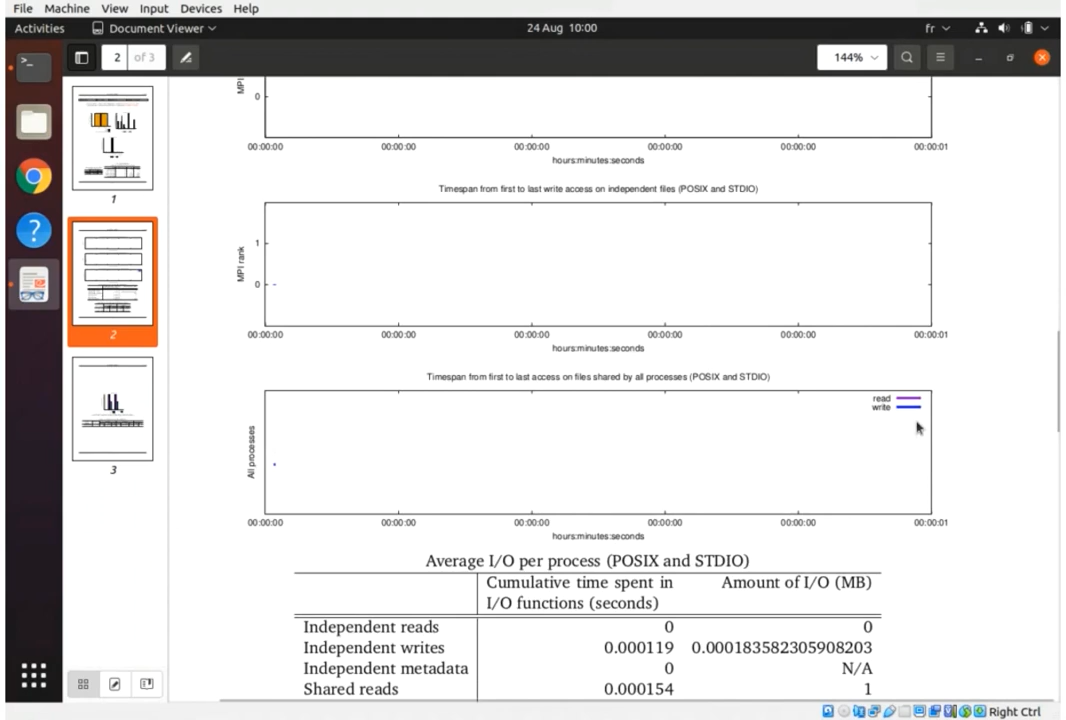 File Machine View Input Devices Help
Activities Document Viewer 24 Aug 10:00 fr
2 of 3 144%
1
2
3
MPI
0
00:00:00 00:00:00 00:00:00 00:00:00 00:00:00 00:00:01
hours:minutes:seconds
Timespan from first to last write access on independent files (POSIX and STDIO)
MPI rank
1
0
00:00:00 00:00:00 00:00:00 00:00:00 00:00:00 00:00:01
hours:minutes:seconds
Timespan from first to last access on files shared by all processes (POSIX and STDIO)
read
write
All processes
00:00:00 00:00:00 00:00:00 00:00:00 00:00:00 00:00:01
hours:minutes:seconds
Average I/O per process (POSIX and STDIO)
Cumulative time spent in Amount of I/O (MB)
I/O functions (seconds)
Independent reads 0 0
Independent writes 0.000119 0.000183582305908203
Independent metadata 0 N/A
Shared reads 0.000154 1
Right Ctrl